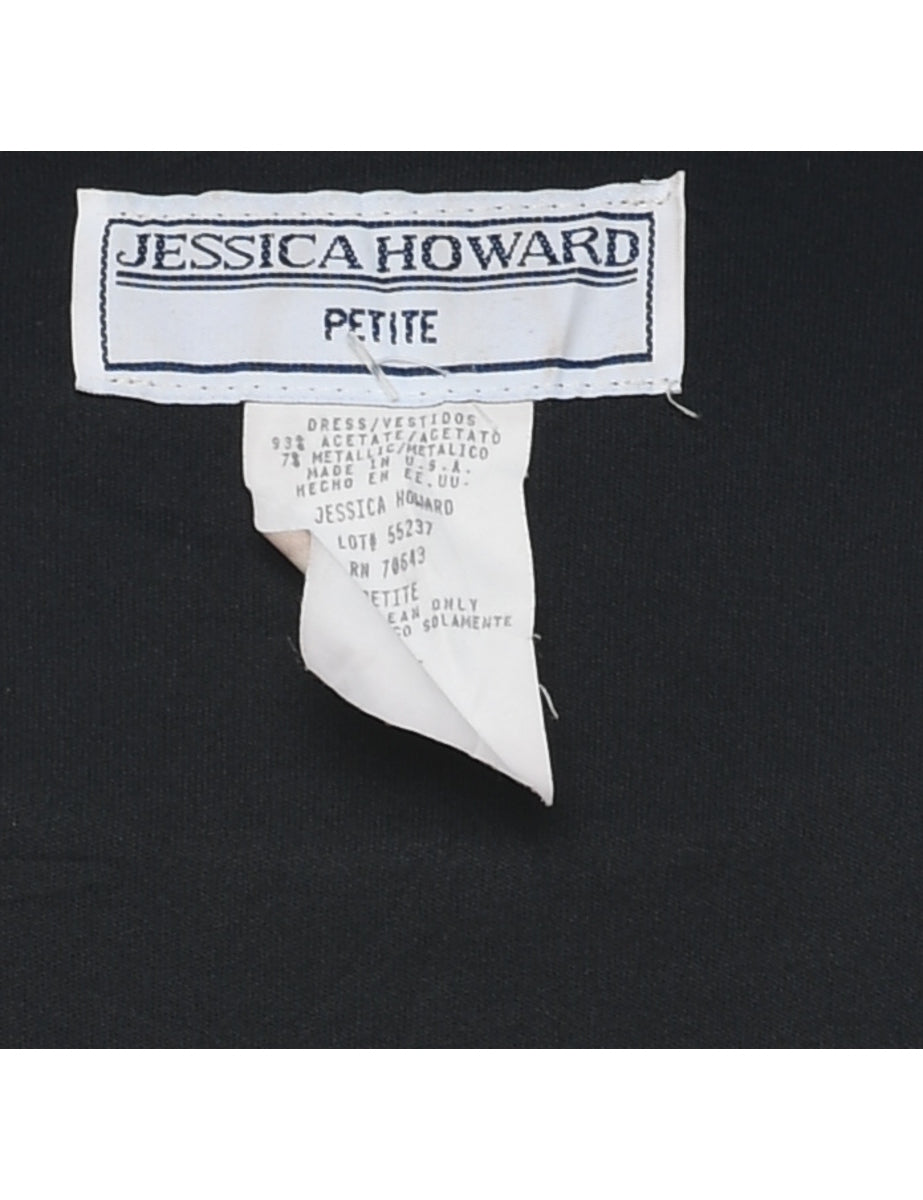 JESSICA HOWARD
PETITE
DRESS/VESTIDOS
93% ACETATE/ACETATO
7% METALLIC/METALICO
MADE IN U.S.A.
HECHO EN EE.UU.
JESSICA HOWARD
LOT# 55237
RN 70643
PETITE
ONLY
SOLAMENTE